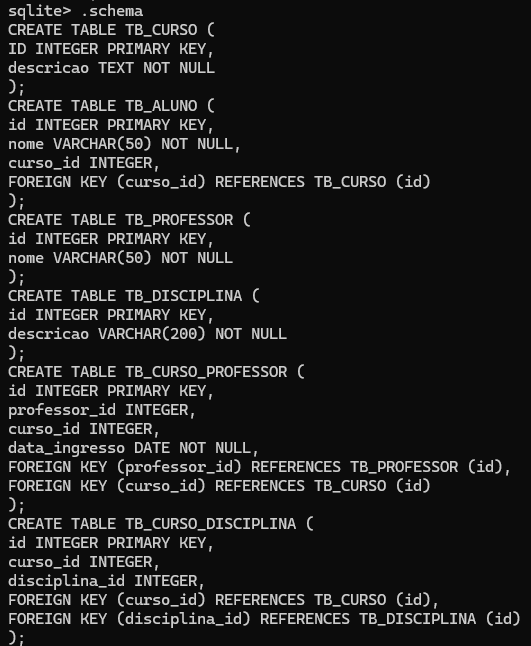 sqlite> .schema
CREATE TABLE TB_CURSO (
ID INTEGER PRIMARY KEY,
descricao TEXT NOT NULL
);
CREATE TABLE TB_ALUNO (
id INTEGER PRIMARY KEY,
nome VARCHAR(50) NOT NULL,
curso_id INTEGER,
FOREIGN KEY (curso_id) REFERENCES TB_CURSO (id)
);
CREATE TABLE TB_PROFESSOR (
id INTEGER PRIMARY KEY,
nome VARCHAR(50) NOT NULL
);
CREATE TABLE TB_DISCIPLINA (
id INTEGER PRIMARY KEY,
descricao VARCHAR(200) NOT NULL
);
CREATE TABLE TB_CURSO_PROFESSOR (
id INTEGER PRIMARY KEY,
professor_id INTEGER,
curso_id INTEGER,
data_ingresso DATE NOT NULL,
FOREIGN KEY (professor_id) REFERENCES TB_PROFESSOR (id),
FOREIGN KEY (curso_id) REFERENCES TB_CURSO (id)
);
CREATE TABLE TB_CURSO_DISCIPLINA (
id INTEGER PRIMARY KEY,
curso_id INTEGER,
disciplina_id INTEGER,
FOREIGN KEY (curso_id) REFERENCES TB_CURSO (id),
FOREIGN KEY (disciplina_id) REFERENCES TB_DISCIPLINA (id)
);